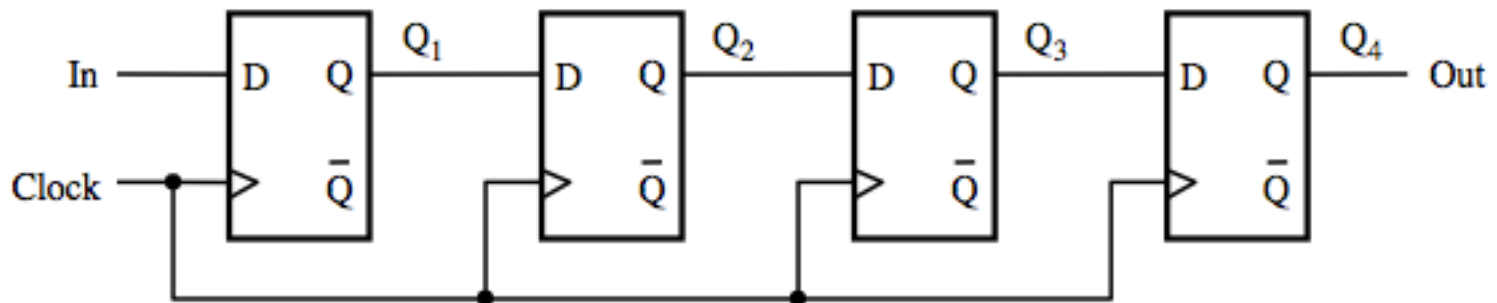 Q1 Q2 Q3 Q4
In D Q D Q D Q D Q Out
Clock Q̅ Q̅ Q̅ Q̅